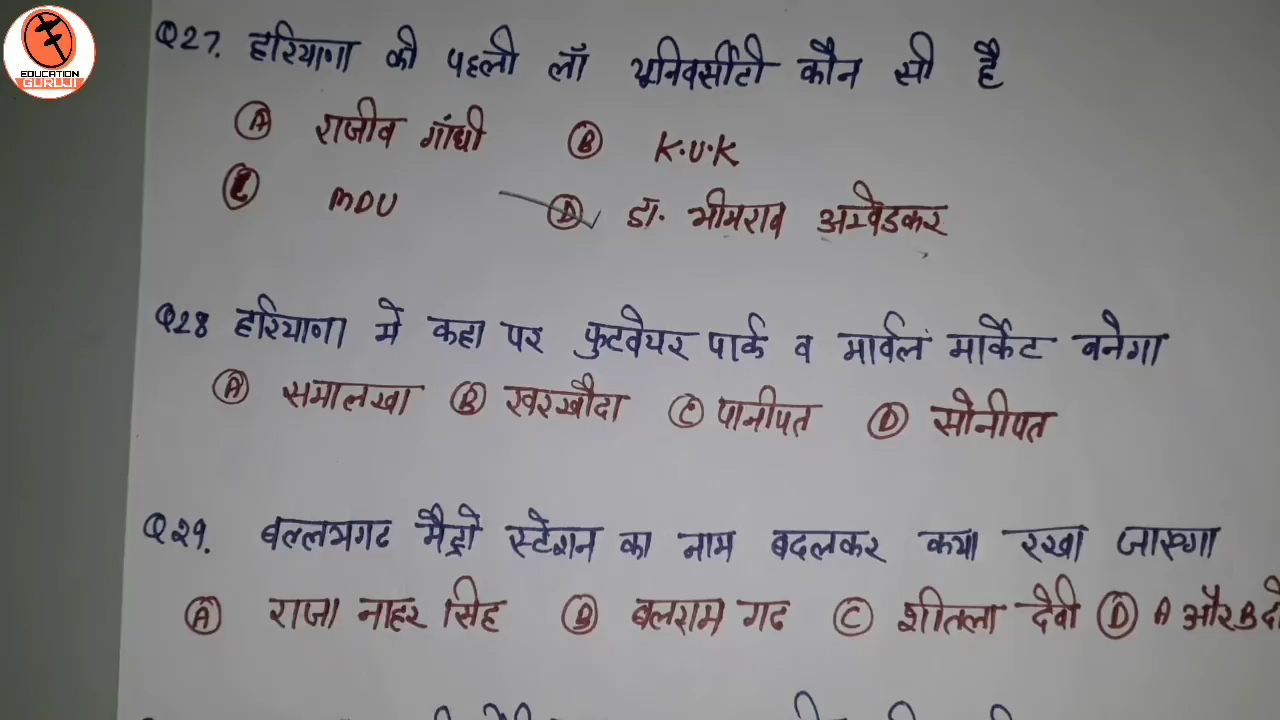 EDUCATION
GURUJI
Q27. हरियाणा की पहली लॉ यूनिवर्सीटी कौन सी है
Ⓐ राजीव गाँधी Ⓑ K.U.K
Ⓒ MDU Ⓓ डॉ. भीमराव अम्बेडकर
Q28 हरियाणा मे कहा पर फुटवेयर पार्क व मार्बल मार्केट बनेगा
Ⓐ समालखा Ⓑ खरखौदा Ⓒ पानीपत Ⓓ सोनीपत
Q29. बल्लभगढ मैट्रो स्टेशन का नाम बदलकर क्या रखा जाएगा
Ⓐ राजा नाहर सिंह Ⓑ बलराम गढ Ⓒ शीतला देवी Ⓓ A और B दो